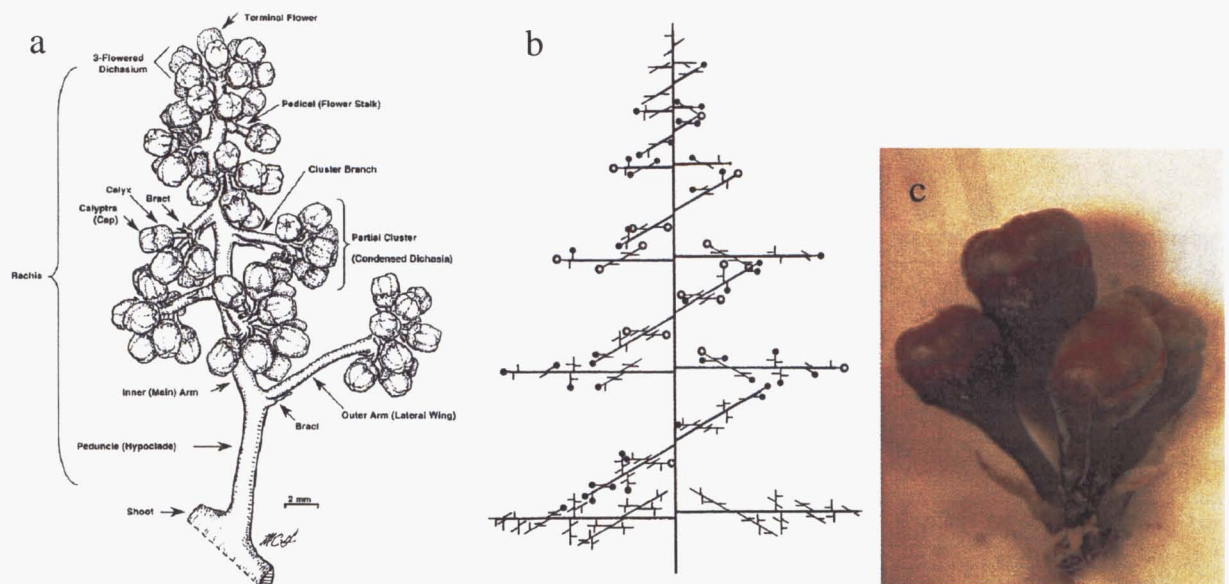 a
Terminal Flower
3-Flowered
Dichasium
Pedicel (Flower Stalk)
Cluster Branch
Calyx
Bract
Calyptra
(Cap)
Partial Cluster
(Condensed Dichasia)
Rachis
Inner (Main) Arm
Outer Arm (Lateral Wing)
Bract
Peduncle (Hypoclade)
2 mm
Shoot
b
c